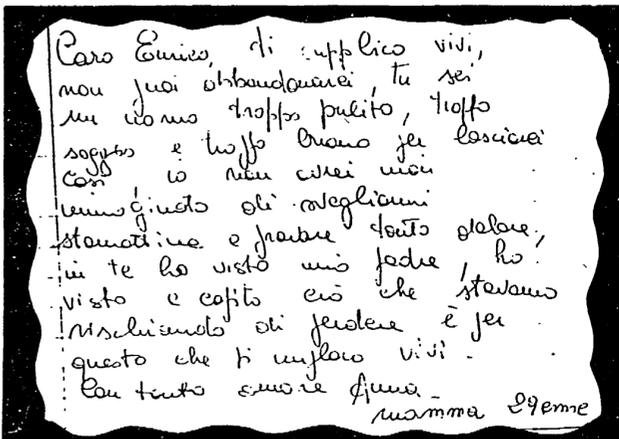 Caro Enrico, ti supplico vivi,
non puoi abbandonarci, tu sei
un uomo troppo pulito, troppo
saggio e troppo buono per lasciarci
così, io non avrei mai
immaginato di svegliarmi
stamattina e provare tanto dolore,
in te ho visto mio padre, ho
visto e capito ciò che stavamo
rischiando di perdere è per
questo che ti imploro vivi.
Con tanto amore Anna.
mamma 29enne